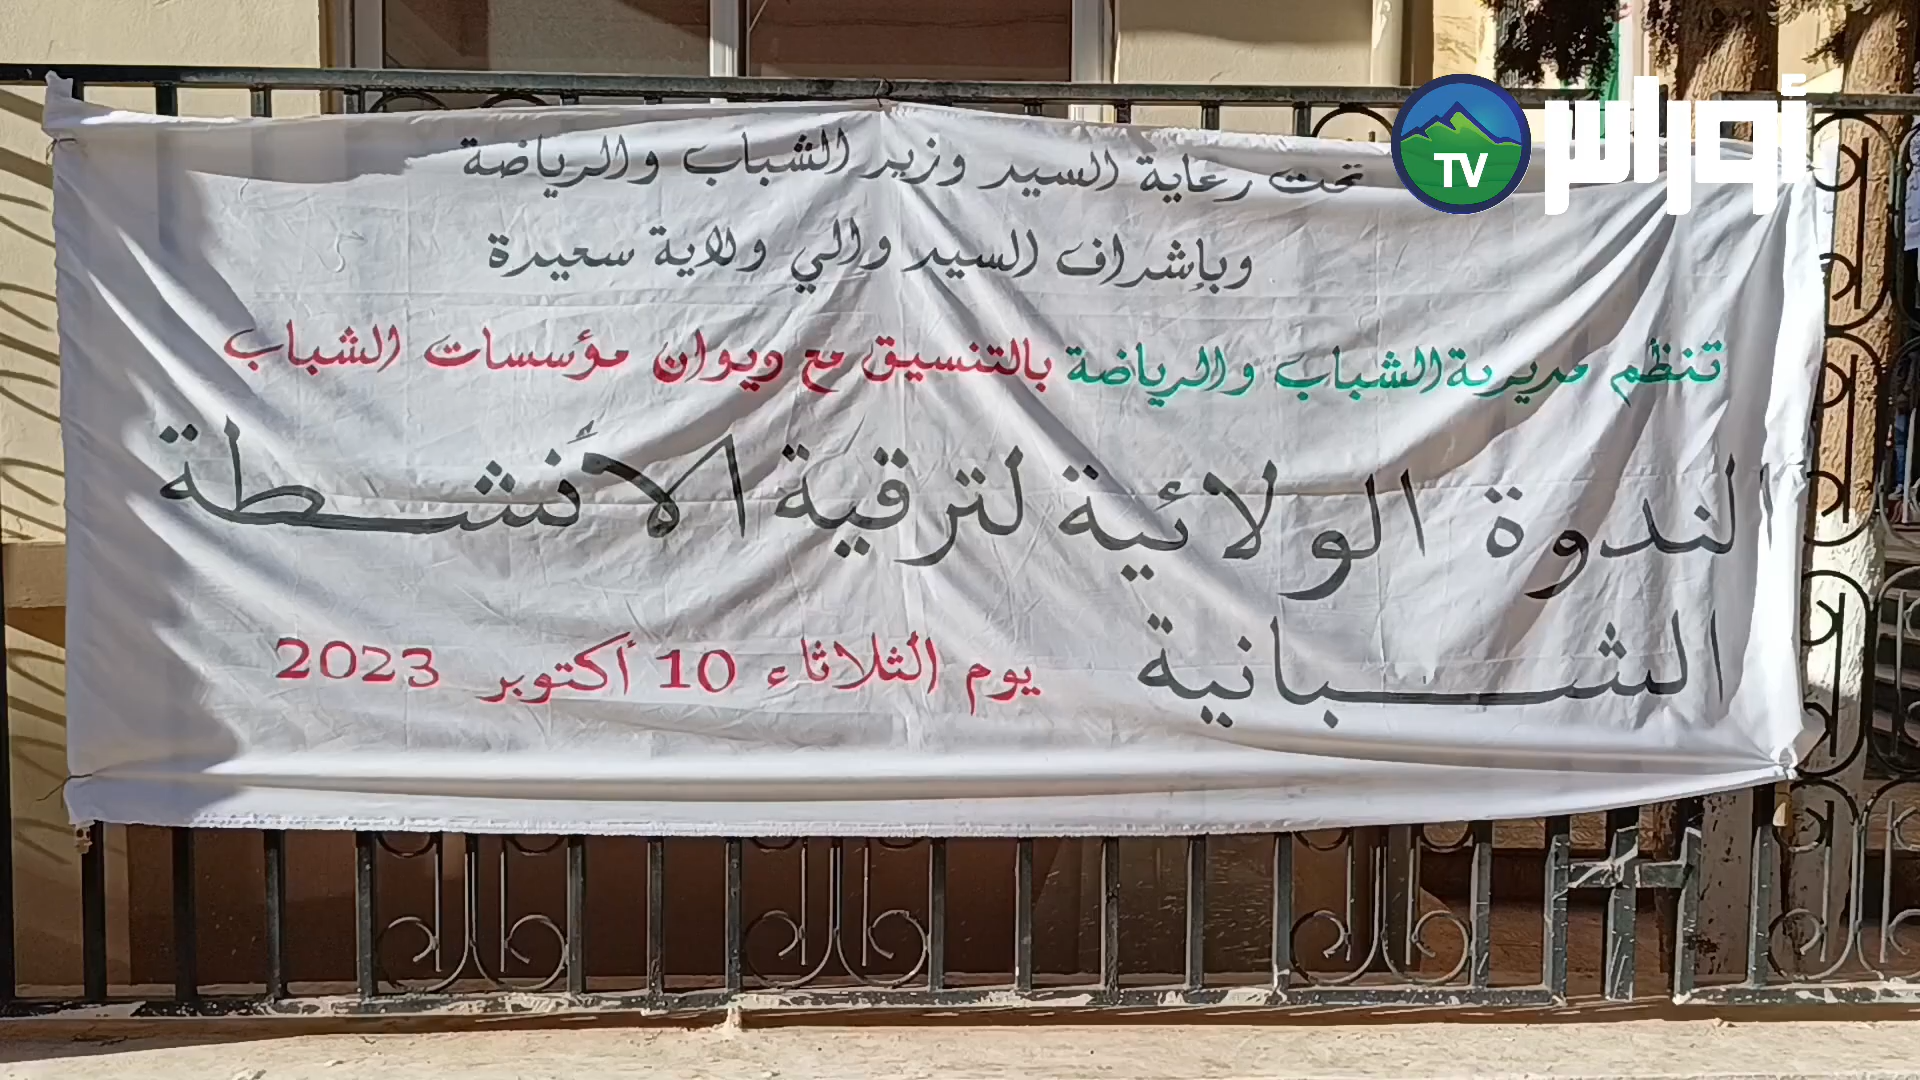 أوراس
TV
تحت رعاية السيد وزير الشباب والرياضة
وبإشراف السيد والي ولاية سعيدة
تنظم مديرية الشباب والرياضة بالتنسيق مع ديوان مؤسسات الشباب
الندوة الولائية لترقية الأنشطة
الشبانية يوم الثلاثاء 10 أكتوبر 2023